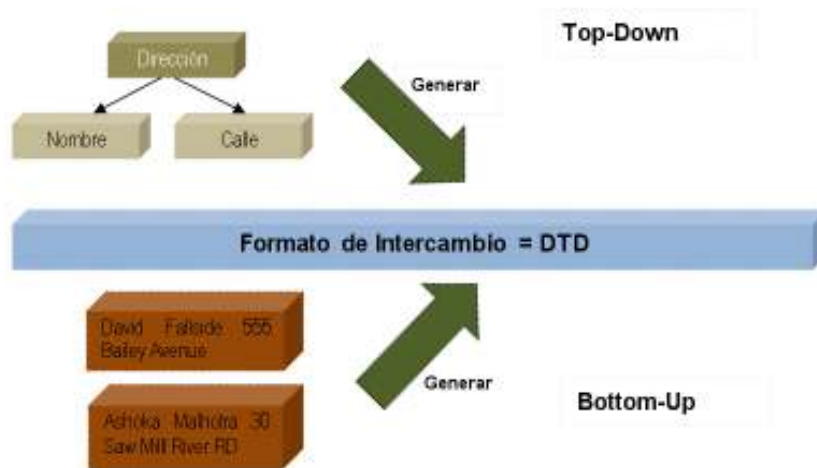 Top-Down
Dirección
Generar
Nombre
Calle
Formato de Intercambio = DTD
David Fallside 555
Bailey Avenue
Generar
Bottom-Up
Ashoka Malhotra 30
Saw Mill River RD